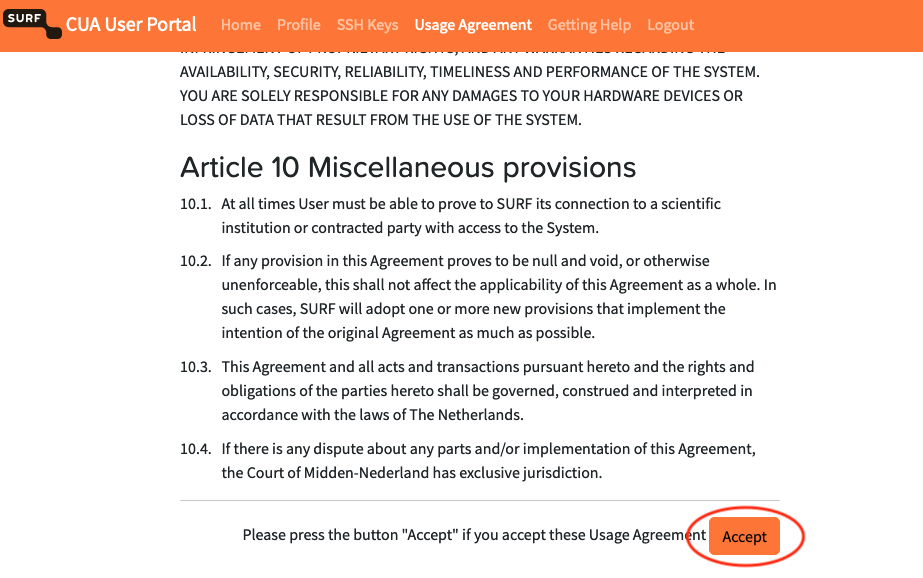 SURF
CUA User Portal Home Profile SSH Keys Usage Agreement Getting Help Logout
INFRINGEMENT OF PROPRIETARY RIGHTS, AND ANY WARRANTIES REGARDING THE
AVAILABILITY, SECURITY, RELIABILITY, TIMELINESS AND PERFORMANCE OF THE SYSTEM.
YOU ARE SOLELY RESPONSIBLE FOR ANY DAMAGES TO YOUR HARDWARE DEVICES OR
LOSS OF DATA THAT RESULT FROM THE USE OF THE SYSTEM.
Article 10 Miscellaneous provisions
10.1. At all times User must be able to prove to SURF its connection to a scientific
institution or contracted party with access to the System.
10.2. If any provision in this Agreement proves to be null and void, or otherwise
unenforceable, this shall not affect the applicability of this Agreement as a whole. In
such cases, SURF will adopt one or more new provisions that implement the
intention of the original Agreement as much as possible.
10.3. This Agreement and all acts and transactions pursuant hereto and the rights and
obligations of the parties hereto shall be governed, construed and interpreted in
accordance with the laws of The Netherlands.
10.4. If there is any dispute about any parts and/or implementation of this Agreement,
the Court of Midden-Nederland has exclusive jurisdiction.
Please press the button "Accept" if you accept these Usage Agreement Accept